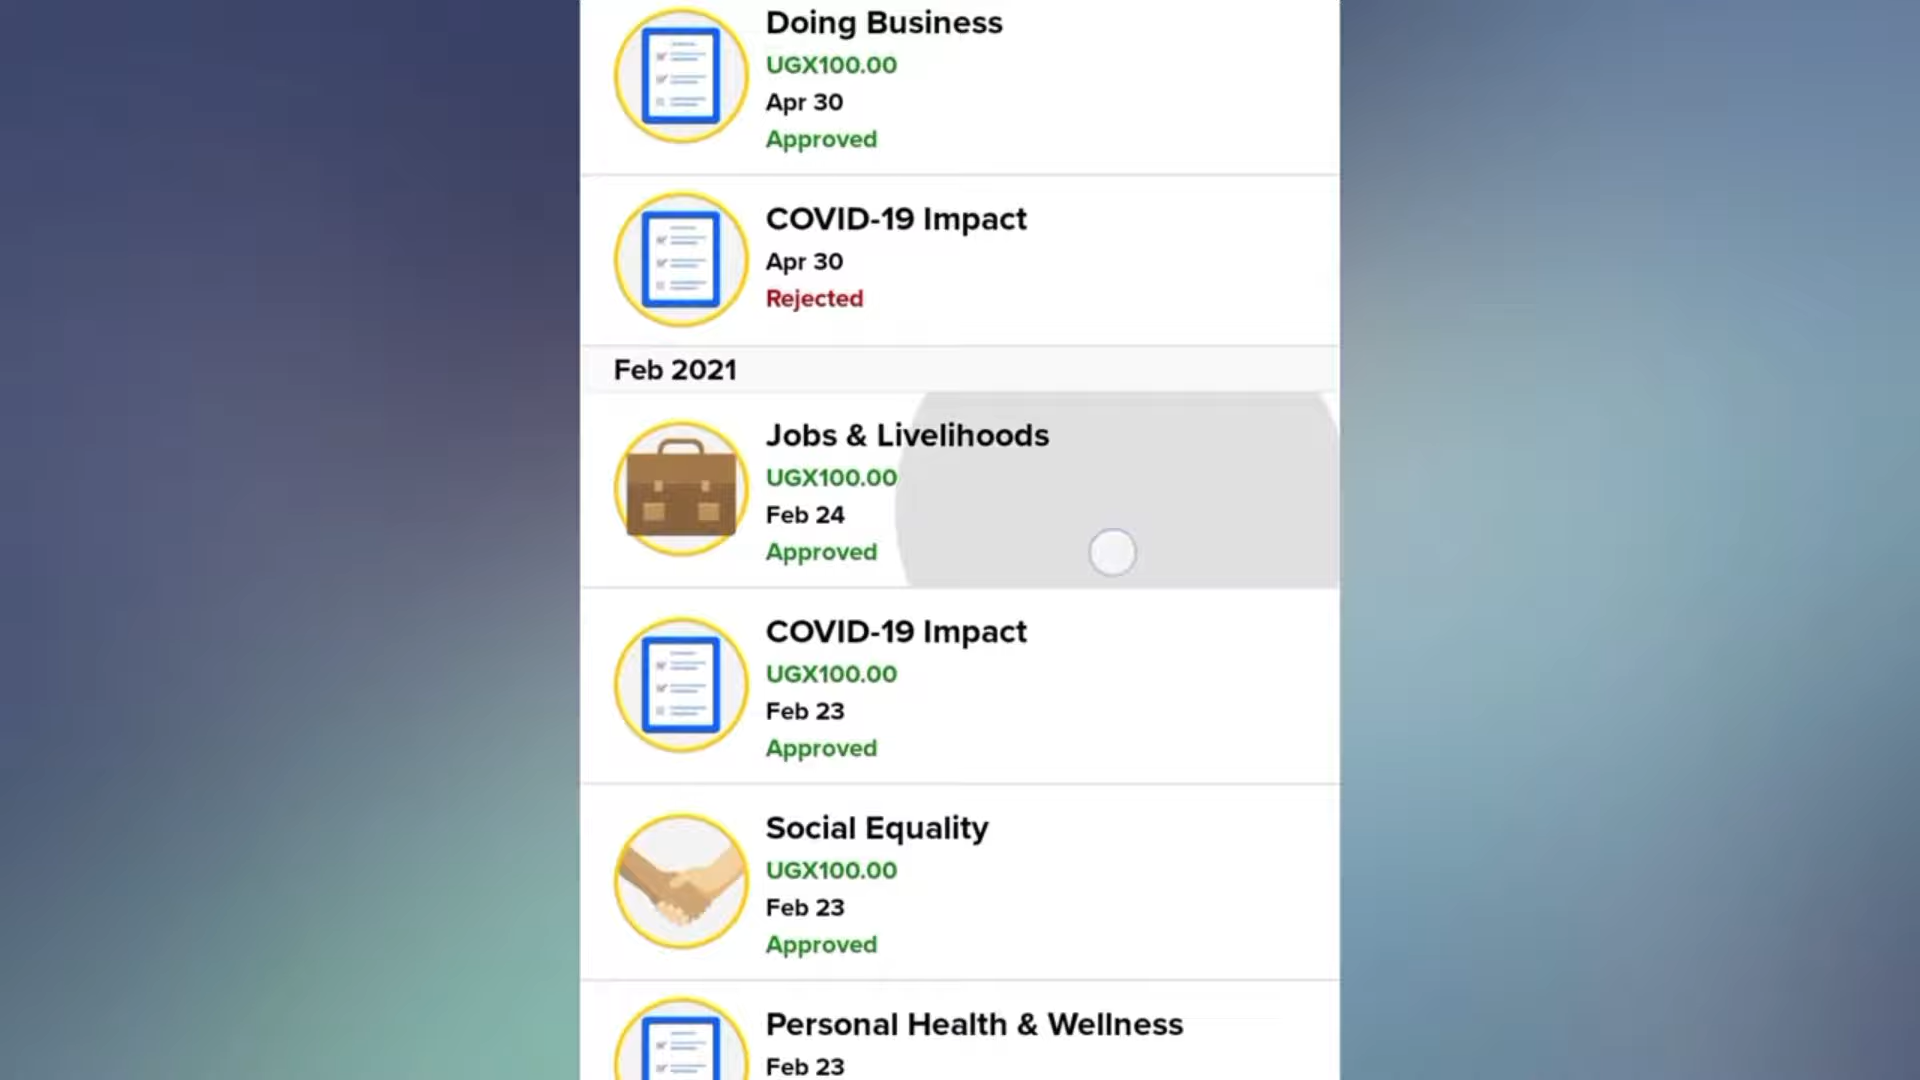 Doing Business
UGX100.00
Apr 30
Approved
COVID-19 Impact
Apr 30
Rejected
Feb 2021
Jobs & Livelihoods
UGX100.00
Feb 24
Approved
COVID-19 Impact
UGX100.00
Feb 23
Approved
Social Equality
UGX100.00
Feb 23
Approved
Personal Health & Wellness
Feb 23